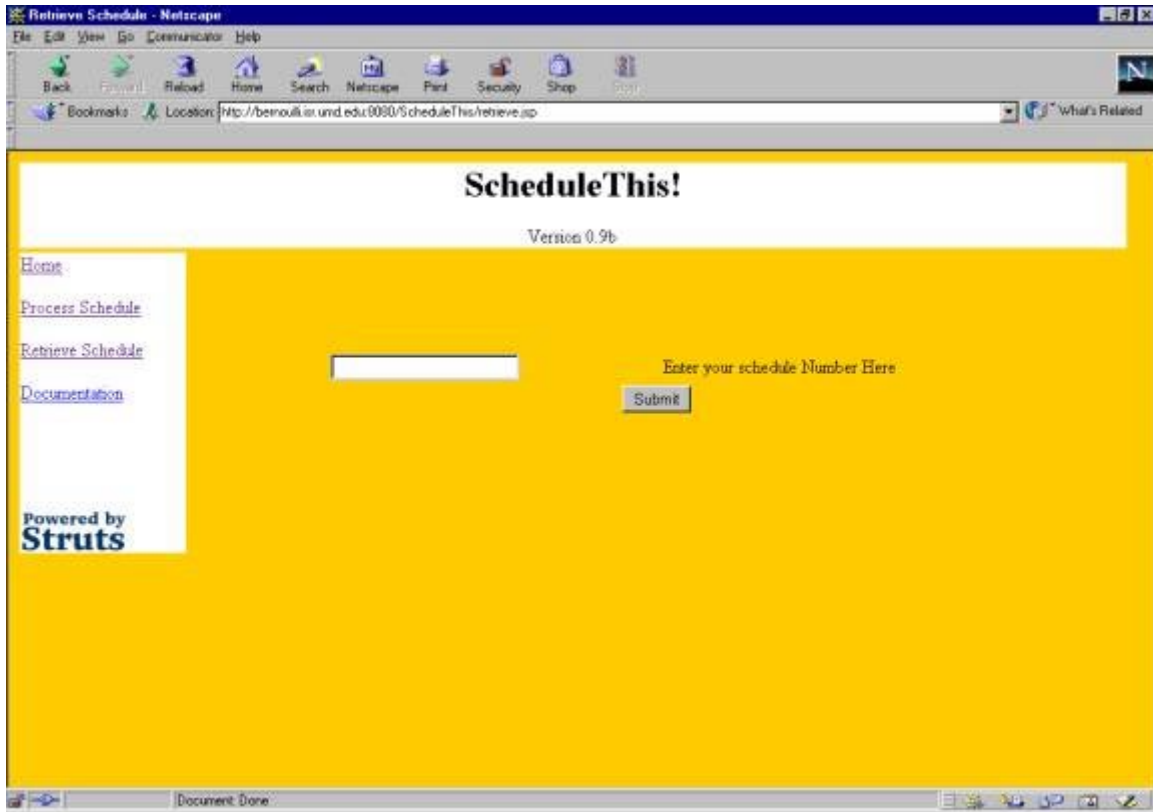 Retrieve Schedule - Netscape
File Edit View Go Communicator Help
Back Forward Reload Home Search Netscape Print Security Shop Stop
Bookmarks Location: http://bernoulli.isr.umd.edu:8080/ScheduleThis/retrieve.jsp What's Related
ScheduleThis!
Version 0.9b
Home
Process Schedule
Retrieve Schedule
Documentation
Enter your schedule Number Here
Submit
Powered by
Struts
Document: Done